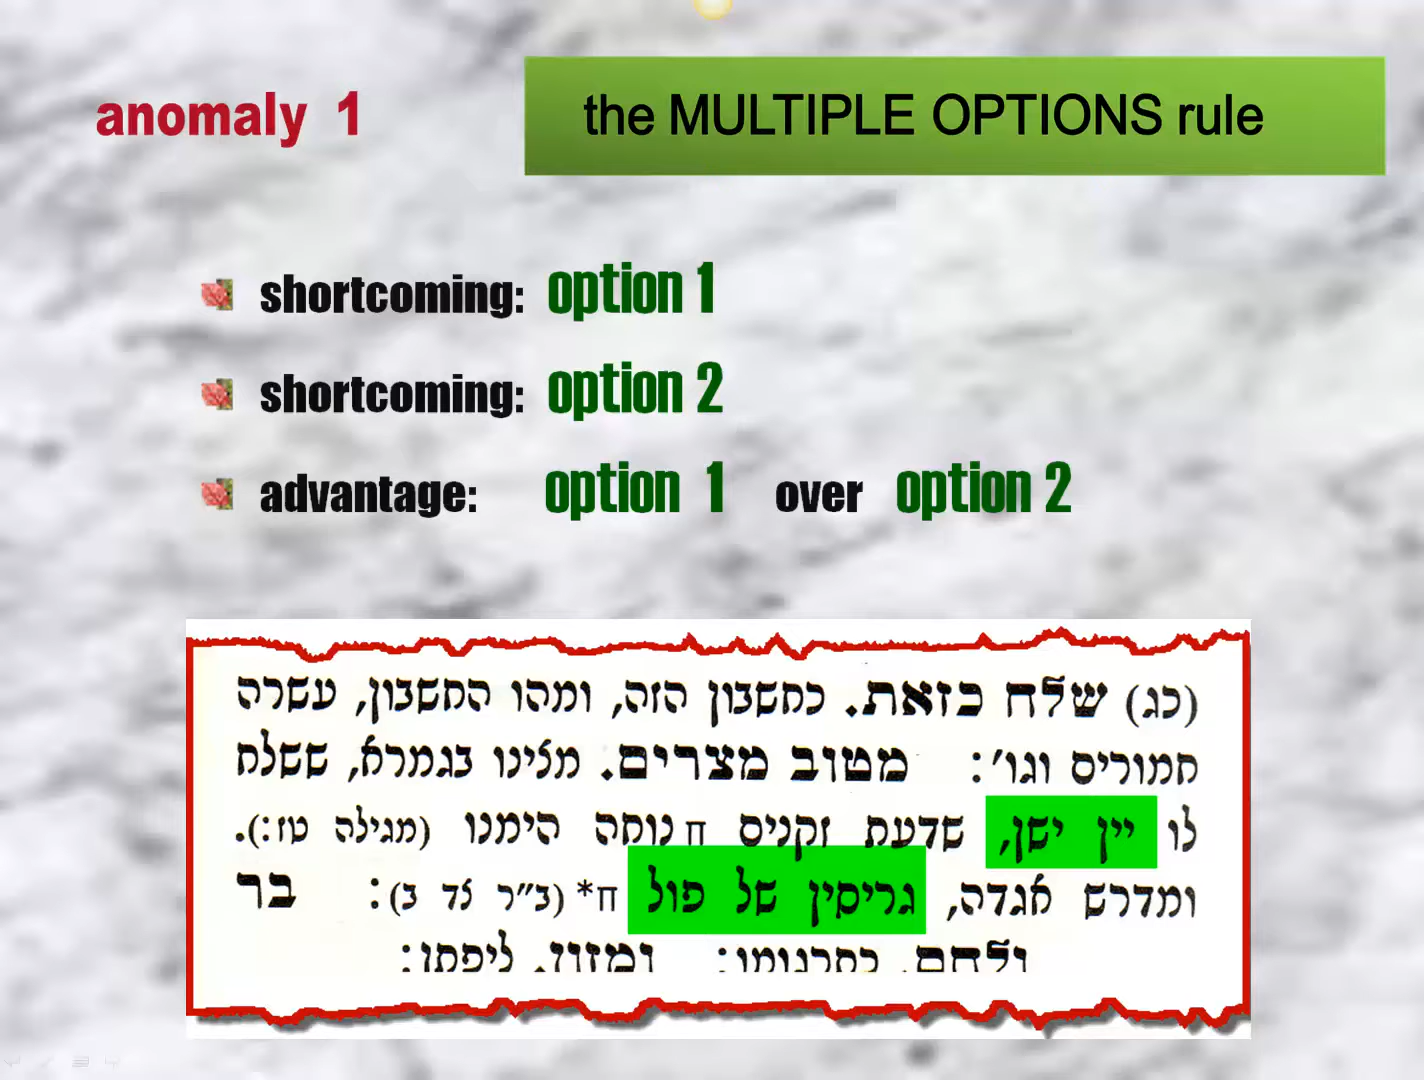 anomaly 1
the MULTIPLE OPTIONS rule
shortcoming: option 1
shortcoming: option 2
advantage: option 1 over option 2
(כג) שלח כזאת. כחשבון הזה, ומהו החשבון, עשרה
חמורים וגו׳: מטוב מצרים. מצינו בגמרא, ששלח
לו יין ישן, שדעת זקנים ח נוחה הימנו (מגילה טז:).
ומדרש אגדה, גריסין של פול ח* (ב״ר צד ב): בר
ולחם. כתרגומו: ומזון. ליפתן: